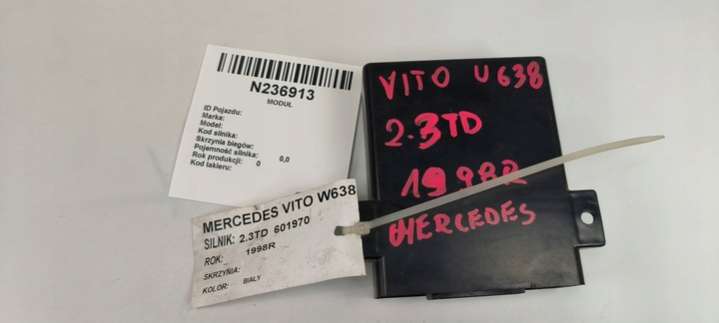 N236913
MODUŁ
ID Pojazdu:
Marka:
Model:
Kod silnika:
Skrzynia biegów:
Pojemność silnika: 0,0
Rok produkcji: 0
Kod lakieru:
MERCEDES VITO W638
SILNIK: 2.3TD 601970
ROK: 1998R
SKRZYNIA:
KOLOR: BIAŁY
VITO W638
2.3TD
1998R
MERCEDES